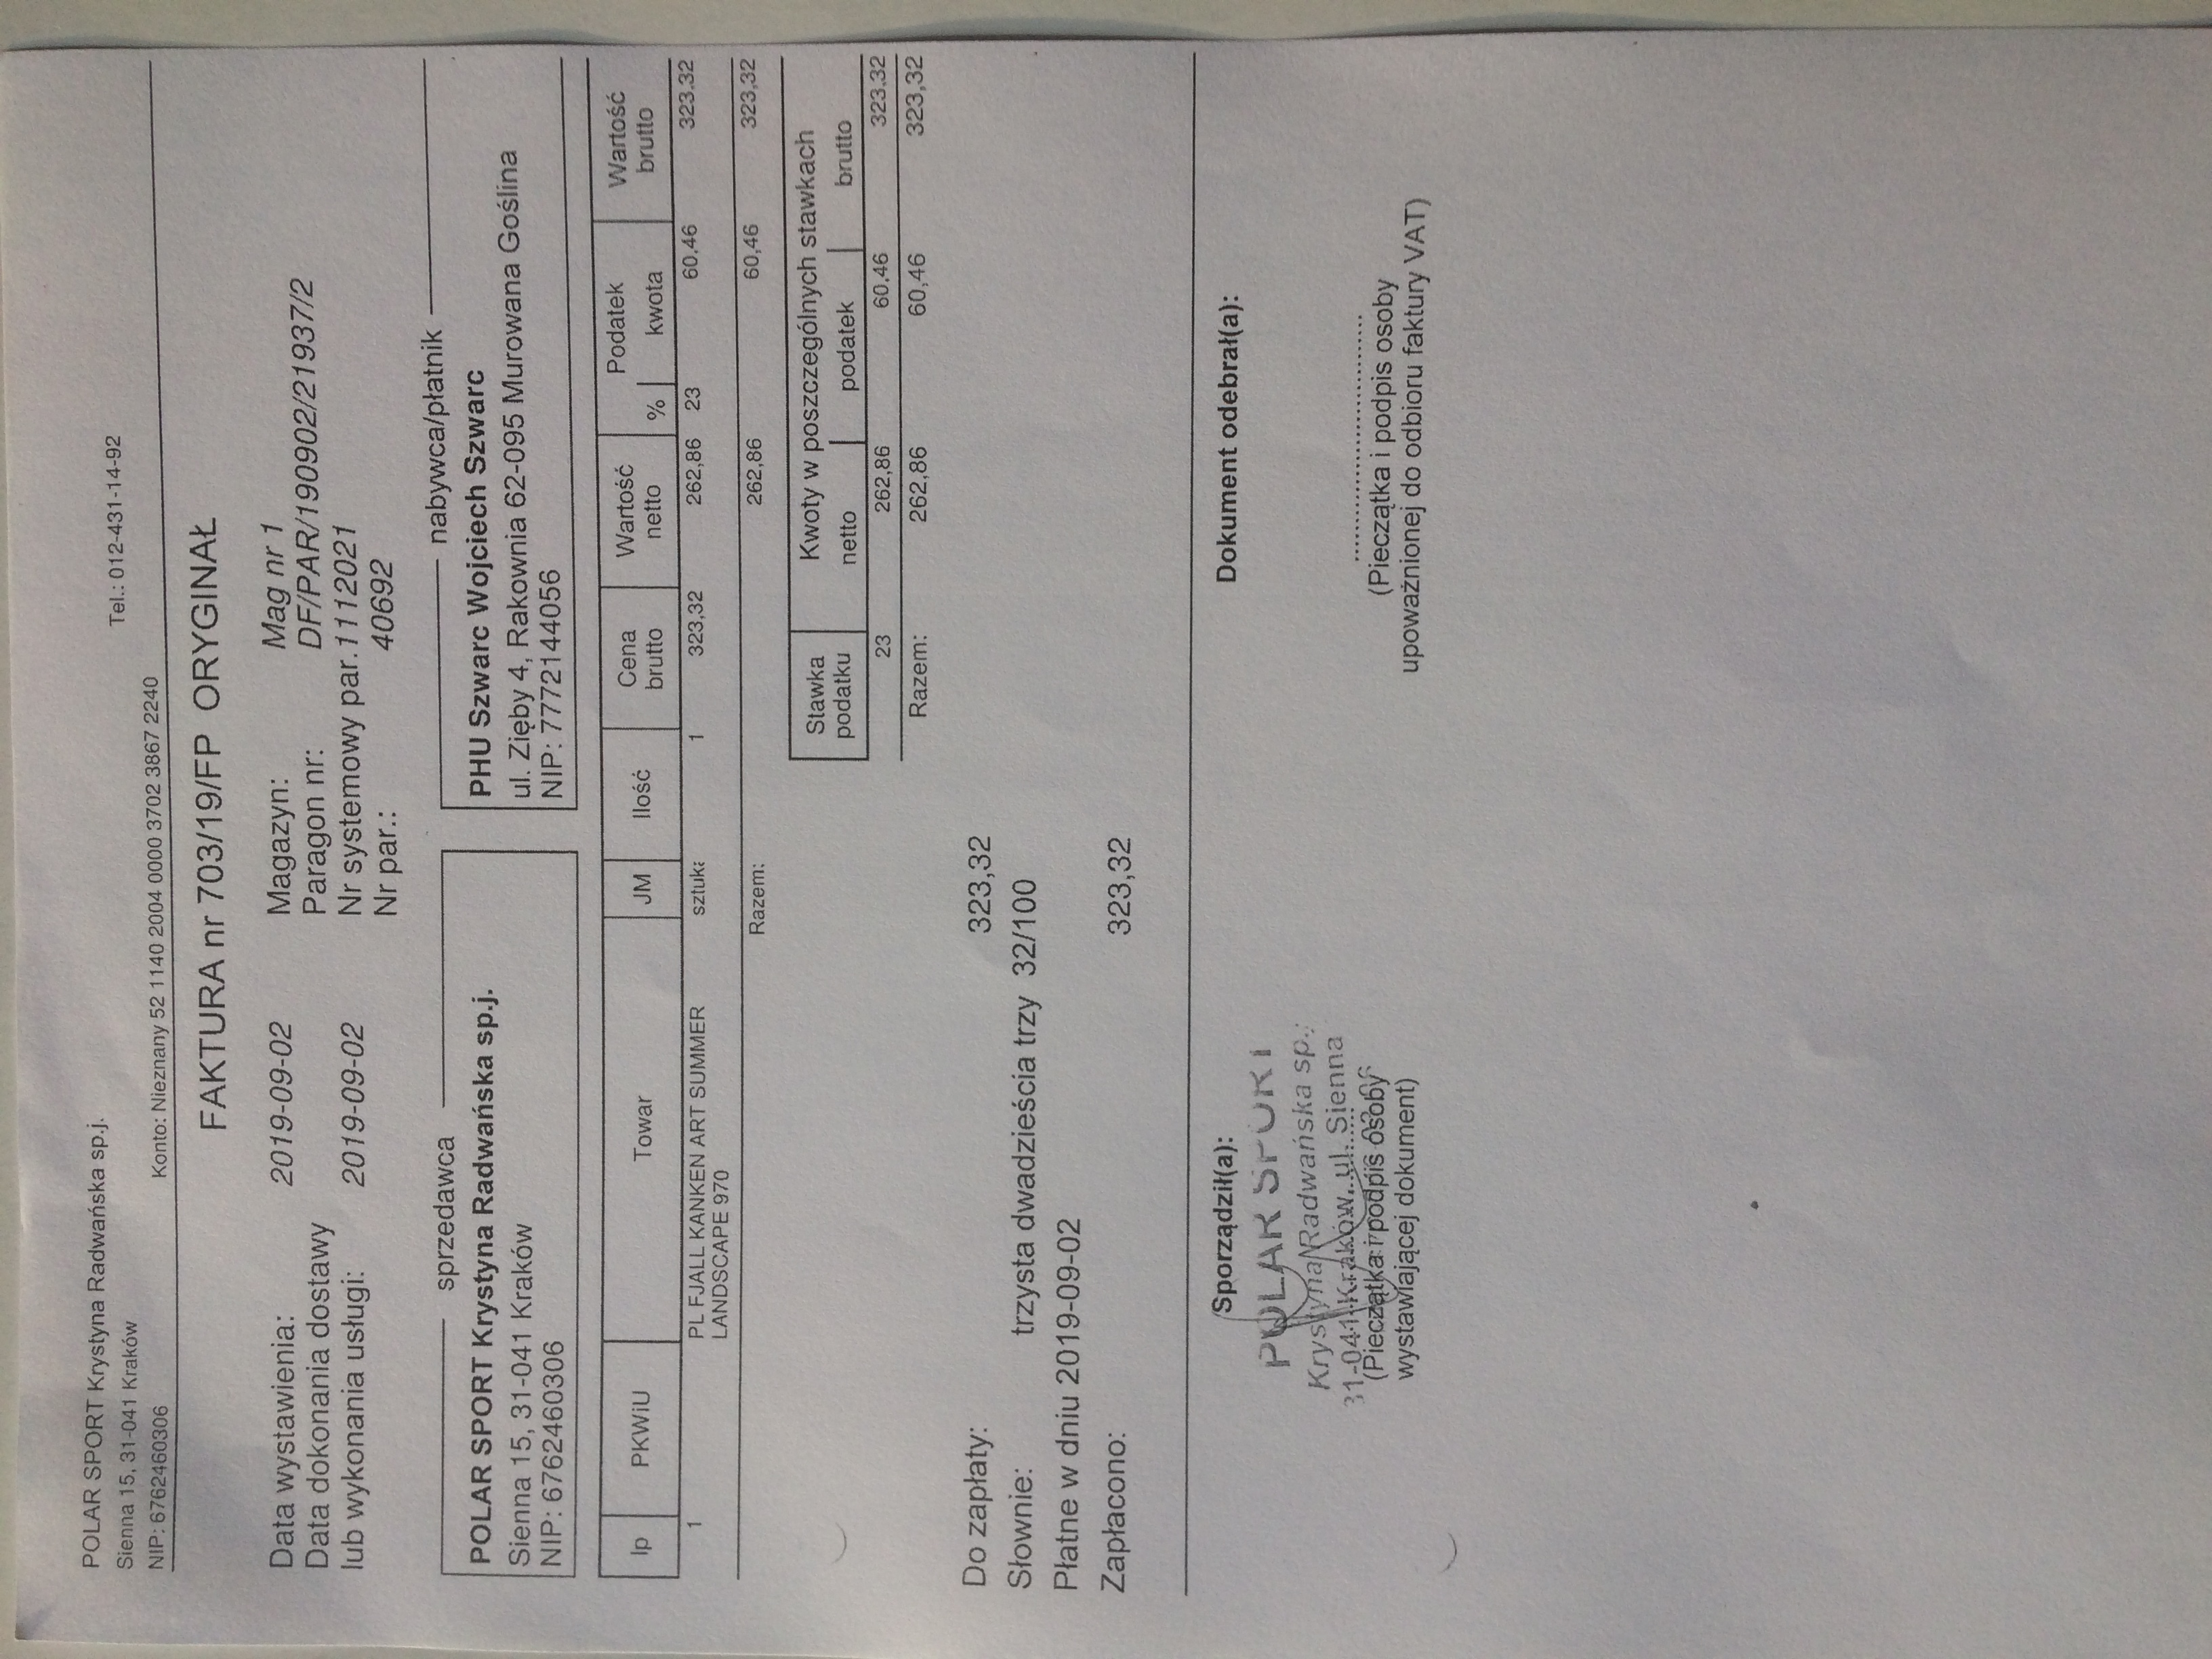 POLAR SPORT Krystyna Radwańska sp.j.
Sienna 15, 31-041 Kraków
Tel.: 012-431-14-92
NIP: 6762460306 Konto: Nieznany 52 1140 2004 0000 3702 3867 2240
FAKTURA nr 703/19/FP ORYGINAŁ
Data wystawienia: 2019-09-02
Data dokonania dostawy
lub wykonania usługi: 2019-09-02
Magazyn: Mag nr 1
Paragon nr: DF/PAR/190902/21937/2
Nr systemowy par. 1112021
Nr par.: 40692
sprzedawca
POLAR SPORT Krystyna Radwańska sp.j.
Sienna 15, 31-041 Kraków
NIP: 6762460306
nabywca/płatnik
PHU Szwarc Wojciech Szwarc
ul. Zięby 4, Rakownia 62-095 Murowana Goślina
NIP: 7772144056
lp PKWiU Towar JM Ilość Cena brutto Wartość netto Podatek % kwota Wartość brutto
1 PL FJALL KANKEN ART SUMMER sztuka 1 323,32 262,86 23 60,46 323,32
LANDSCAPE 970
Razem: 262,86 60,46 323,32
Stawka podatku Kwoty w poszczególnych stawkach
netto podatek brutto
23 262,86 60,46 323,32
Razem: 262,86 60,46 323,32
Do zapłaty: 323,32
Słownie: trzysta dwadzieścia trzy 32/100
Płatne w dniu 2019-09-02
Zapłacono: 323,32
Sporządził(a):
POLAR SPORT
Krystyna Radwańska sp.j
31-041 Kraków, ul. Sienna
(Pieczątka i podpis osoby
wystawiającej dokument)
Dokument odebrał(a):
(Pieczątka i podpis osoby
upoważnionej do odbioru faktury VAT)